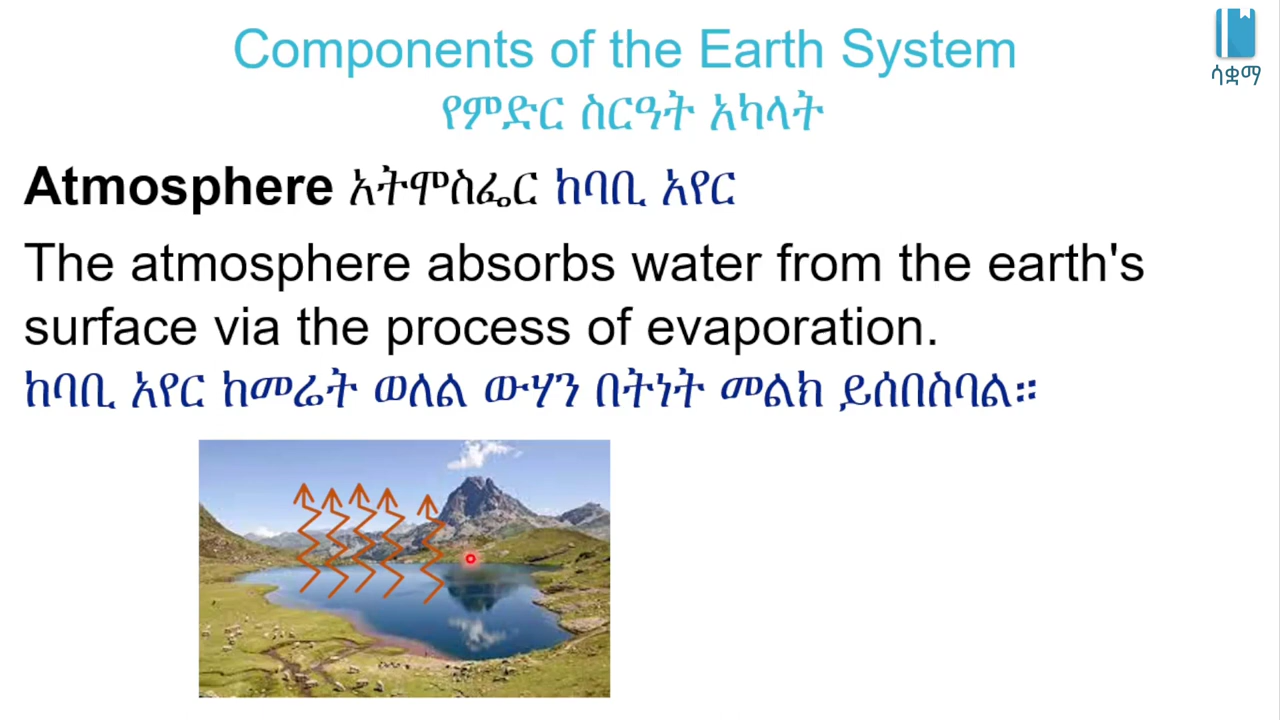 Components of the Earth System
የምድር ስርዓት አካላት
ሳቋማ
Atmosphere አትሞስፌር ከባቢ አየር
The atmosphere absorbs water from the earth's
surface via the process of evaporation.
ከባቢ አየር ከመሬት ወለል ውሃን በትነት መልክ ይሰበስባል።